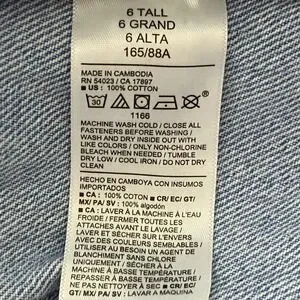 6 TALL
6 GRAND
6 ALTA
165/88A
MADE IN CAMBODIA
RN 54023 / CA 17897
■ US : 100% COTTON
30
1166
MACHINE WASH COLD / CLOSE ALL
FASTENERS BEFORE WASHING /
WASH AND DRY INSIDE OUT WITH
LIKE COLORS / ONLY NON-CHLORINE
BLEACH WHEN NEEDED / TUMBLE
DRY LOW / COOL IRON / DO NOT DRY
CLEAN
HECHO EN CAMBOYA CON INSUMOS
IMPORTADOS
■ CA : 100% COTON ■ CR/ EC/ GT/
MX/ PA/ SV : 100% algodón
■ CA : LAVER À LA MACHINE À L'EAU
FROIDE / FERMER TOUTES LES
ATTACHES AVANT LE LAVAGE /
LAVER ET SÉCHER À L'ENVERS
AVEC DE COULEURS SEMBLABLES /
UTILISER AU BESOIN UN AGENT DE
BLANCHIMENT SANS CHLORE
UNIQUEMENT / SÉCHER PAR
MACHINE À BASSE TEMPÉRATURE /
REPASSER À BASSE TEMPÉRATURE /
NE PAS NETTOYER À SEC ■ CR/ EC/
GT/ MX/ PA/ SV : LAVAR A MAQUINA